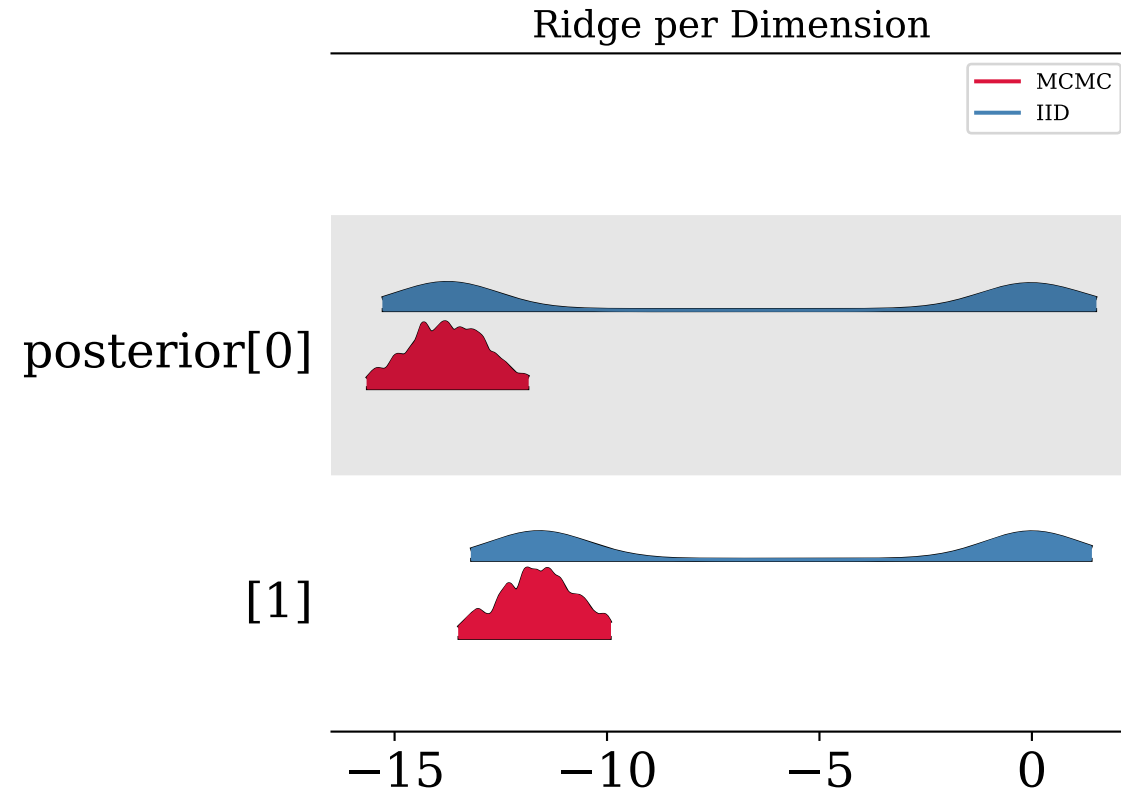 Ridge per Dimension
MCMC
IID
posterior[0]
[1]
−15 −10 −5 0